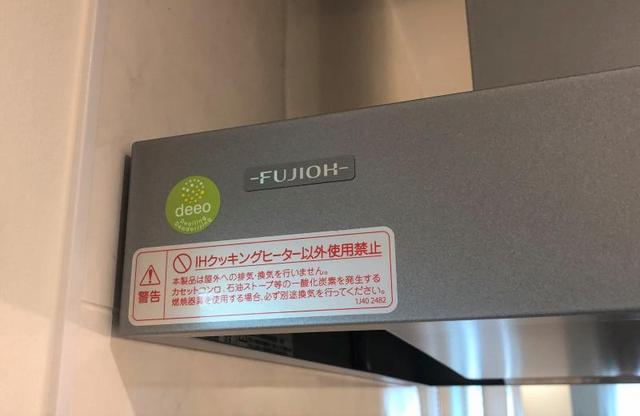 -FUJIOH-
deeo
Deoiling
Deodorizing
警告
IHクッキングヒーター以外使用禁止
本製品は屋外への排気・換気を行いません。
カセットコンロ、石油ストーブ等の一酸化炭素を発生する
燃焼器具を使用する場合、必ず別途換気を行ってください。
1J40 2482